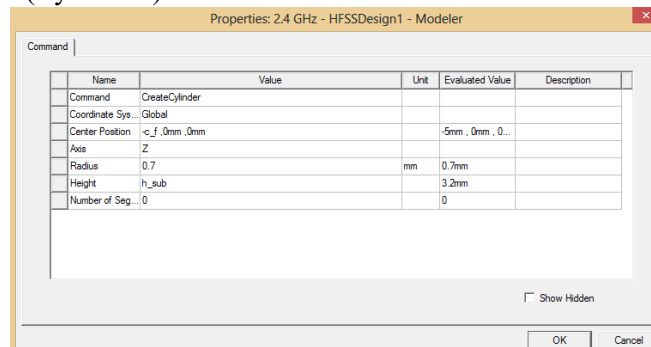 Properties: 2.4 GHz - HFSSDesign1 - Modeler
Command
Name Value Unit Evaluated Value Description
Command CreateCylinder
Coordinate Sys... Global
Center Position -c_f ,0mm ,0mm -5mm , 0mm , 0...
Axis Z
Radius 0.7 mm 0.7mm
Height h_sub 3.2mm
Number of Seg... 0 0
Show Hidden
OK Cancel